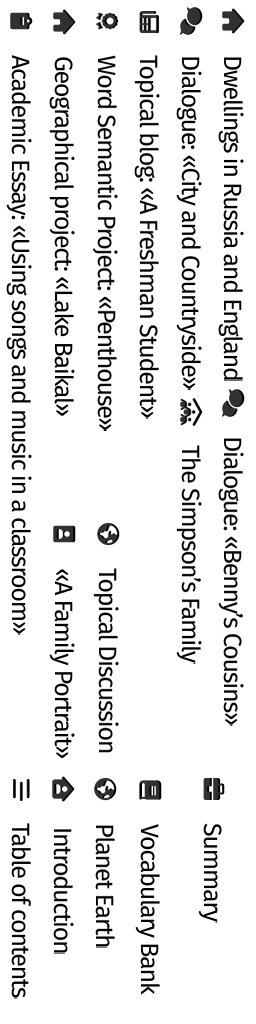 Dwellings in Russia and England
Dialogue: «Benny's Cousins»
Summary
Dialogue: «City and Countryside»
The Simpson's Family
Topical blog: «A Freshman Student»
Vocabulary Bank
Word Semantic Project: «Penthouse»
Topical Discussion
Planet Earth
Geographical project: «Lake Baikal»
«A Family Portrait»
Introduction
Academic Essay: «Using songs and music in a classroom»
Table of contents